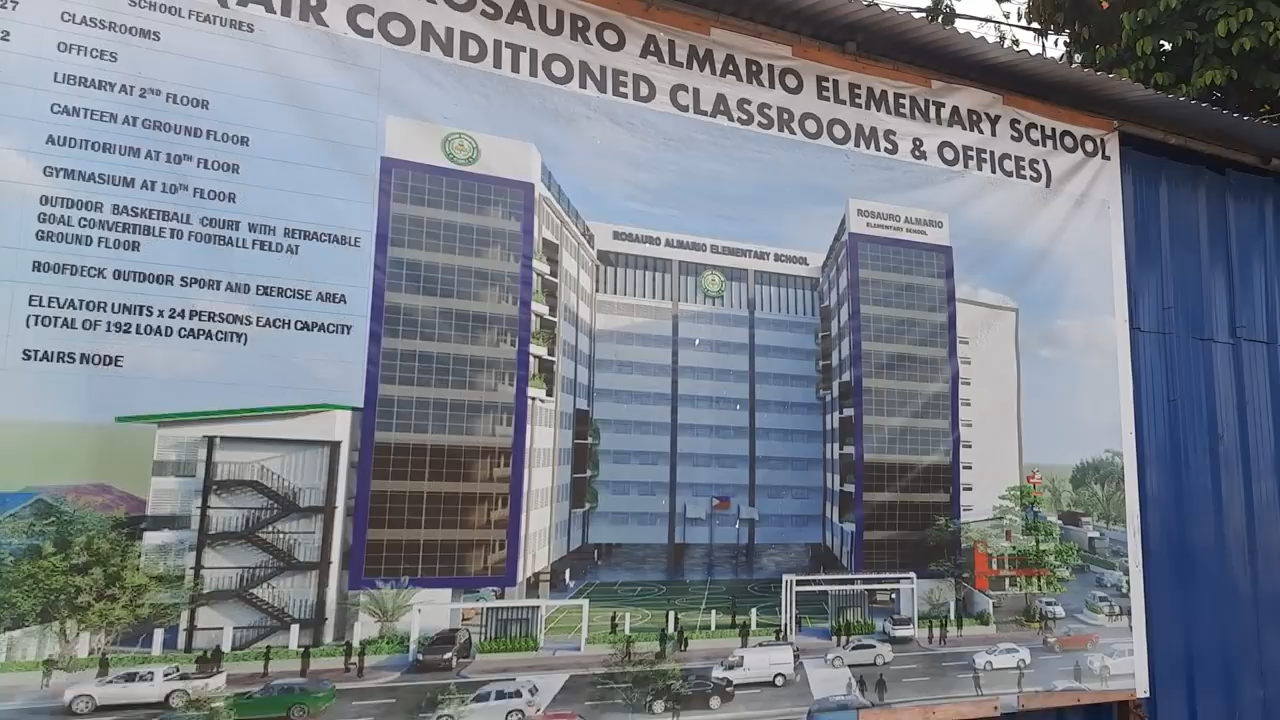 ROSAURO ALMARIO ELEMENTARY SCHOOL
(AIR CONDITIONED CLASSROOMS & OFFICES)
SCHOOL FEATURES
27
CLASSROOMS
2
OFFICES
LIBRARY AT 2ND FLOOR
CANTEEN AT GROUND FLOOR
AUDITORIUM AT 10TH FLOOR
GYMNASIUM AT 10TH FLOOR
OUTDOOR BASKETBALL COURT WITH RETRACTABLE
GOAL CONVERTIBLE TO FOOTBALL FIELD AT
GROUND FLOOR
ROOFDECK OUTDOOR SPORT AND EXERCISE AREA
ELEVATOR UNITS x 24 PERSONS EACH CAPACITY
(TOTAL OF 192 LOAD CAPACITY)
STAIRS NODE
ROSAURO ALMARIO ELEMENTARY SCHOOL
ROSAURO ALMARIO
ELEMENTARY SCHOOL